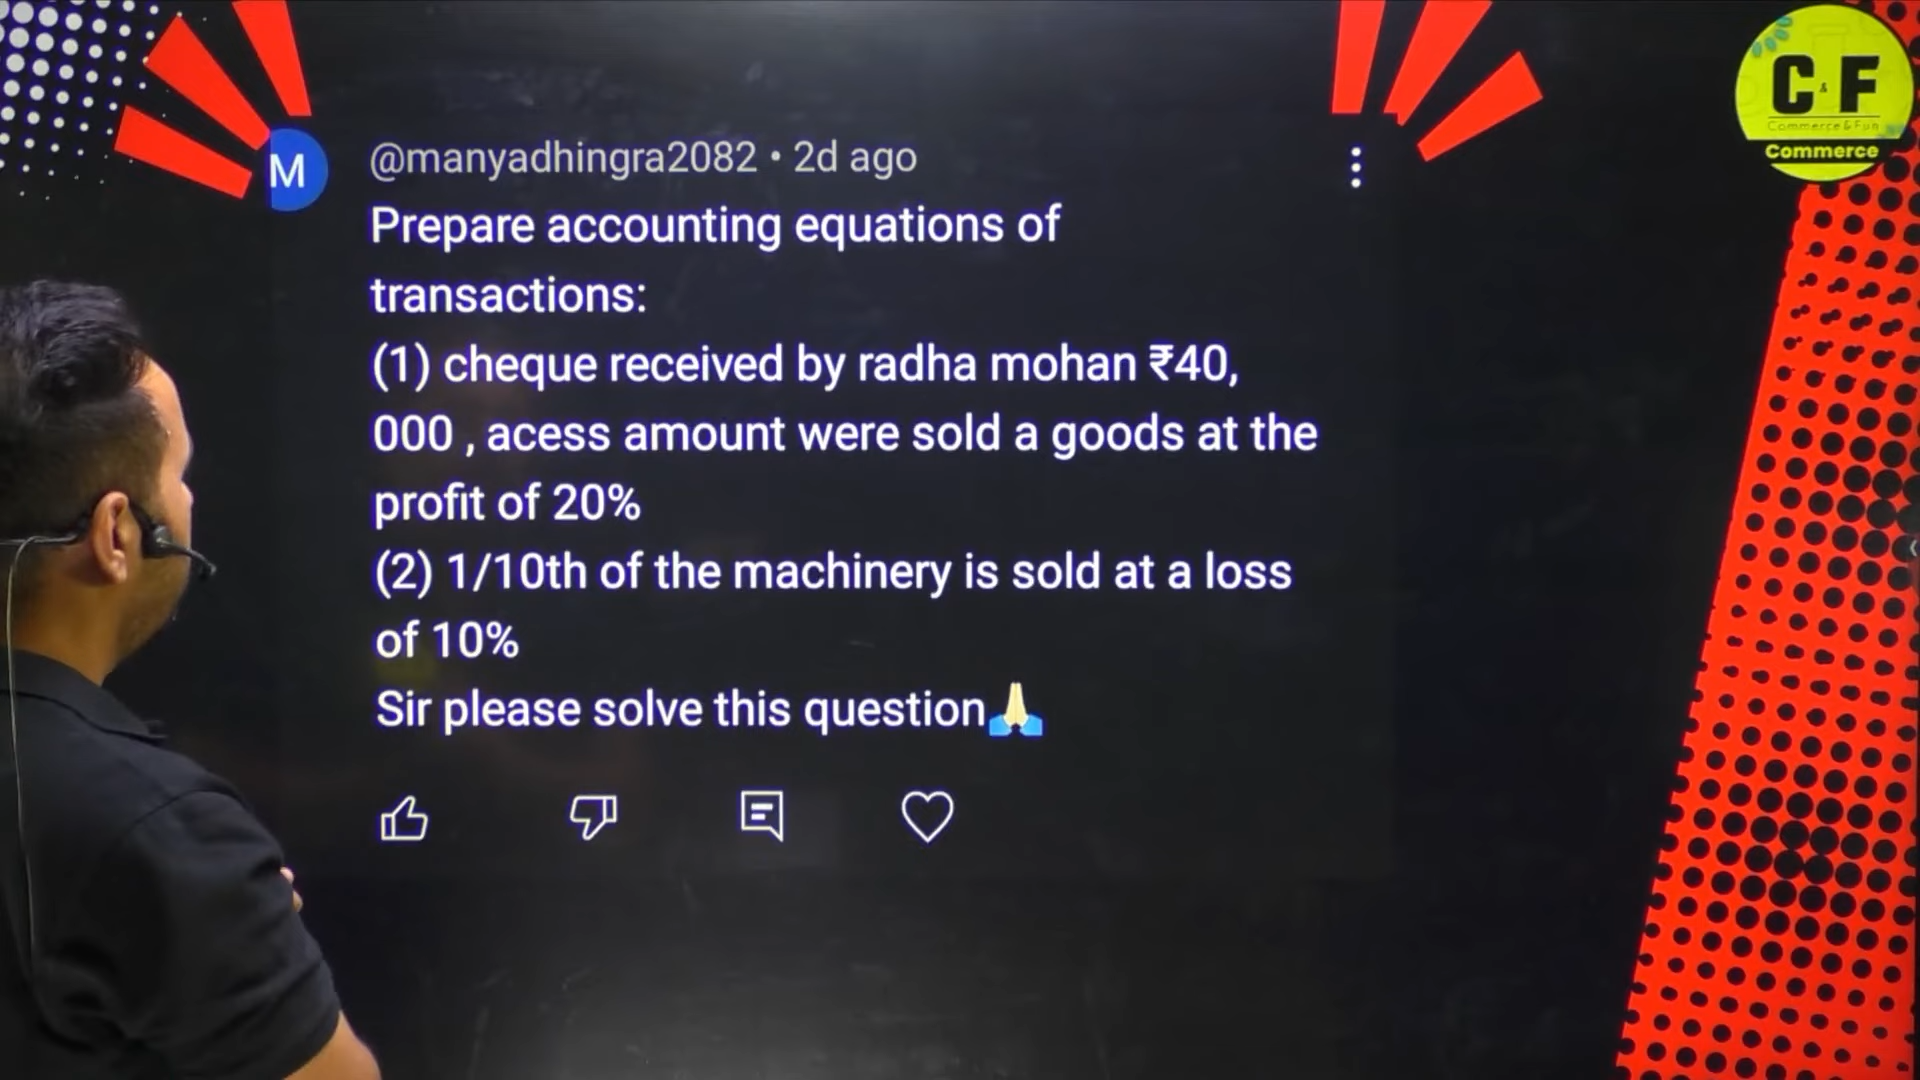 C & F
Commerce & Fun
Commerce
M
@manyadhingra2082 • 2d ago
Prepare accounting equations of
transactions:
(1) cheque received by radha mohan ₹40,
000 , acess amount were sold a goods at the
profit of 20%
(2) 1/10th of the machinery is sold at a loss
of 10%
Sir please solve this question🙏